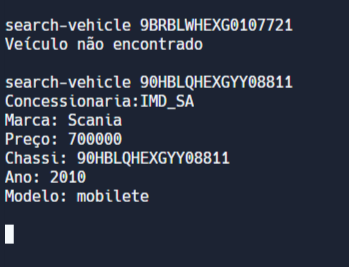 search-vehicle 9BRBLWHEXG0107721
Veículo não encontrado
search-vehicle 90HBLQHEXGYY08811
Concessionaria:IMD_SA
Marca: Scania
Preço: 700000
Chassi: 90HBLQHEXGYY08811
Ano: 2010
Modelo: mobilete